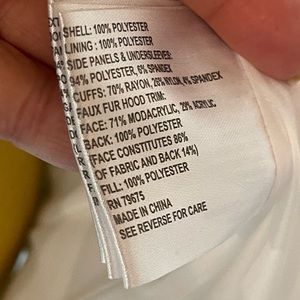 SHELL: 100% POLYESTER
LINING : 100% POLYESTER
SIDE PANELS & UNDERSLEEVE:
94% POLYESTER, 6% SPANDEX
CUFFS: 70% RAYON, 26% NYLON, 4% SPANDEX
FAUX FUR HOOD TRIM:
FACE: 71% MODACRYLIC, 29% ACRYLIC
BACK: 100% POLYESTER
(FACE CONSTITUTES 86%
OF FABRIC AND BACK 14%)
FILL: 100% POLYESTER
RN 79675
MADE IN CHINA
SEE REVERSE FOR CARE